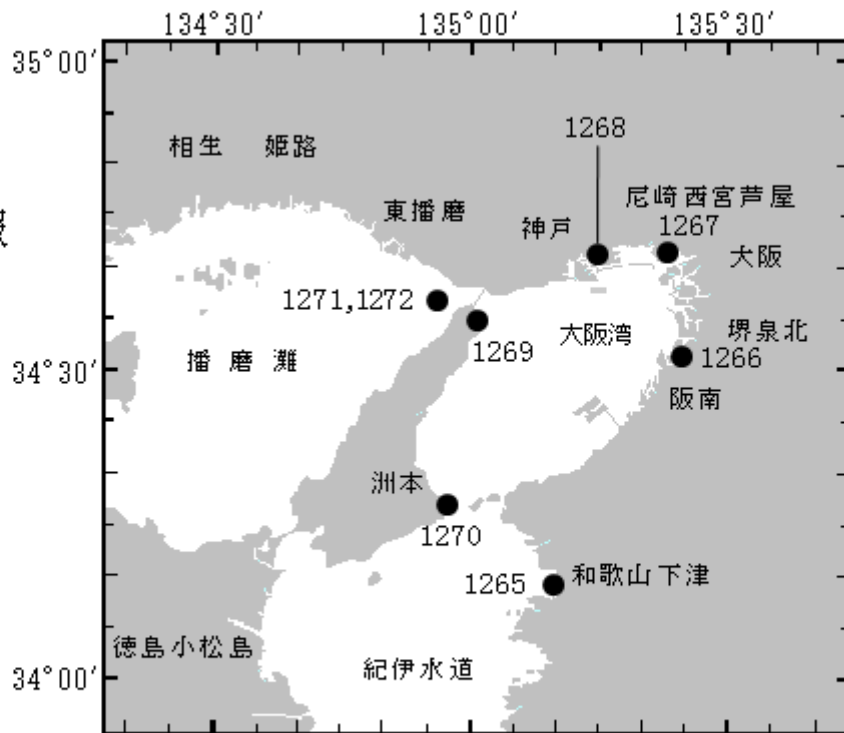 134°30′ 135°00′ 135°30′
35°00′
1268
相生 姫路
尼崎西宮芦屋
東播磨
神戸
1267
大阪
1271,1272
大阪湾
堺泉北
1269
播磨灘
1266
34°30′
阪南
洲本
1270
和歌山下津
1265
徳島小松島
紀伊水道
34°00′